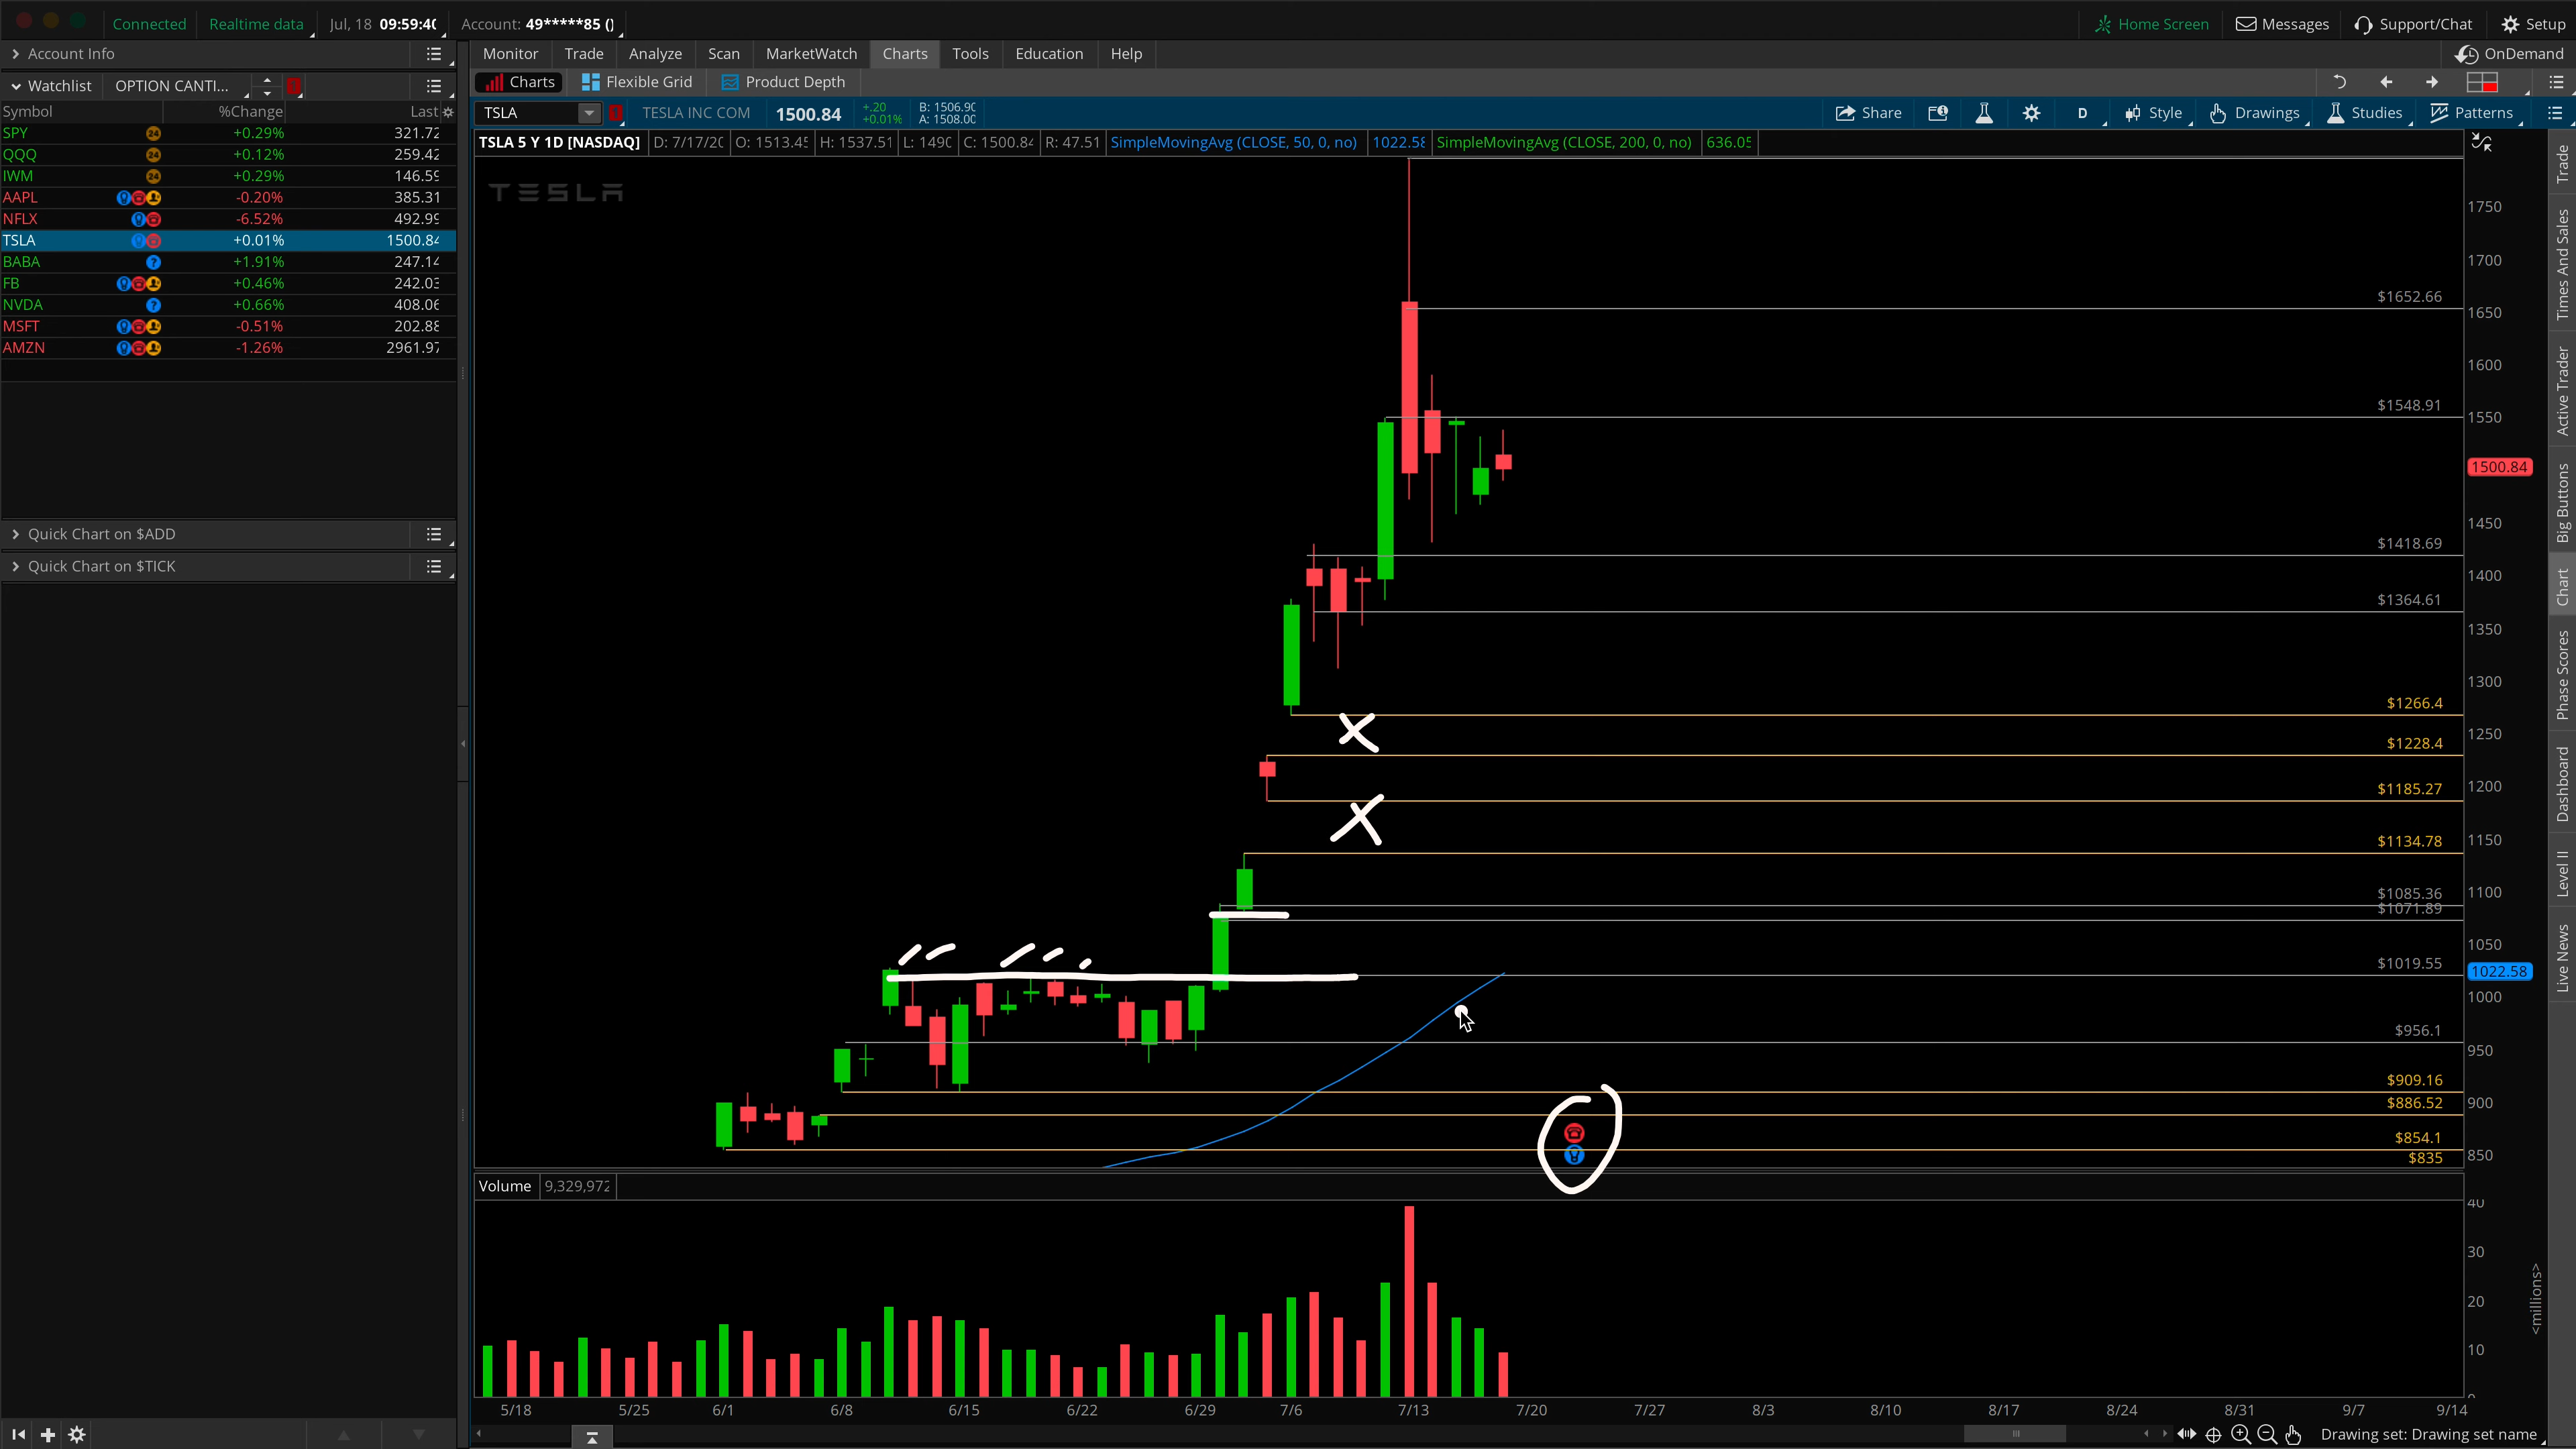 Connected Realtime data Jul, 18 09:59:40 Account: 49*****85 () Home Screen Messages Support/Chat Setup
Account Info Monitor Trade Analyze Scan MarketWatch Charts Tools Education Help OnDemand
Watchlist OPTION CANTI... Charts Flexible Grid Product Depth
Symbol %Change Last TSLA TESLA INC COM 1500.84 +.20 +0.01% B: 1506.90 A: 1508.00 Share D Style Drawings Studies Patterns
TSLA 5 Y 1D [NASDAQ] D: 7/17/20 O: 1513.45 H: 1537.51 L: 1490 C: 1500.84 R: 47.51 SimpleMovingAvg (CLOSE, 50, 0, no) 1022.58 SimpleMovingAvg (CLOSE, 200, 0, no) 636.05
SPY 24 +0.29% 321.72
QQQ 24 +0.12% 259.42
IWM 24 +0.29% 146.59
AAPL -0.20% 385.31
NFLX -6.52% 492.99
TSLA +0.01% 1500.84
BABA ? +1.91% 247.14
FB +0.46% 242.03
NVDA ? +0.66% 408.06
MSFT -0.51% 202.88
AMZN -1.26% 2961.97
Quick Chart on $ADD
Quick Chart on $TICK
TESLA
$1652.66
$1548.91
$1418.69
$1364.61
$1266.4
$1228.4
$1185.27
$1134.78
$1085.36
$1071.89
$1019.55
$956.1
$909.16
$886.52
$854.1
$835
1750
1700
1650
1600
1550
1500.84
1450
1400
1350
1300
1250
1200
1150
1100
1050
1022.58
1000
950
900
850
Volume 9,329,972
40
30
20
10
0
<millions>
5/18 5/25 6/1 6/8 6/15 6/22 6/29 7/6 7/13 7/20 7/27 8/3 8/10 8/17 8/24 8/31 9/7 9/14
Drawing set: Drawing set name
Trade
Times And Sales
Active Trader
Big Buttons
Chart
Phase Scores
Dashboard
Level II
Live News